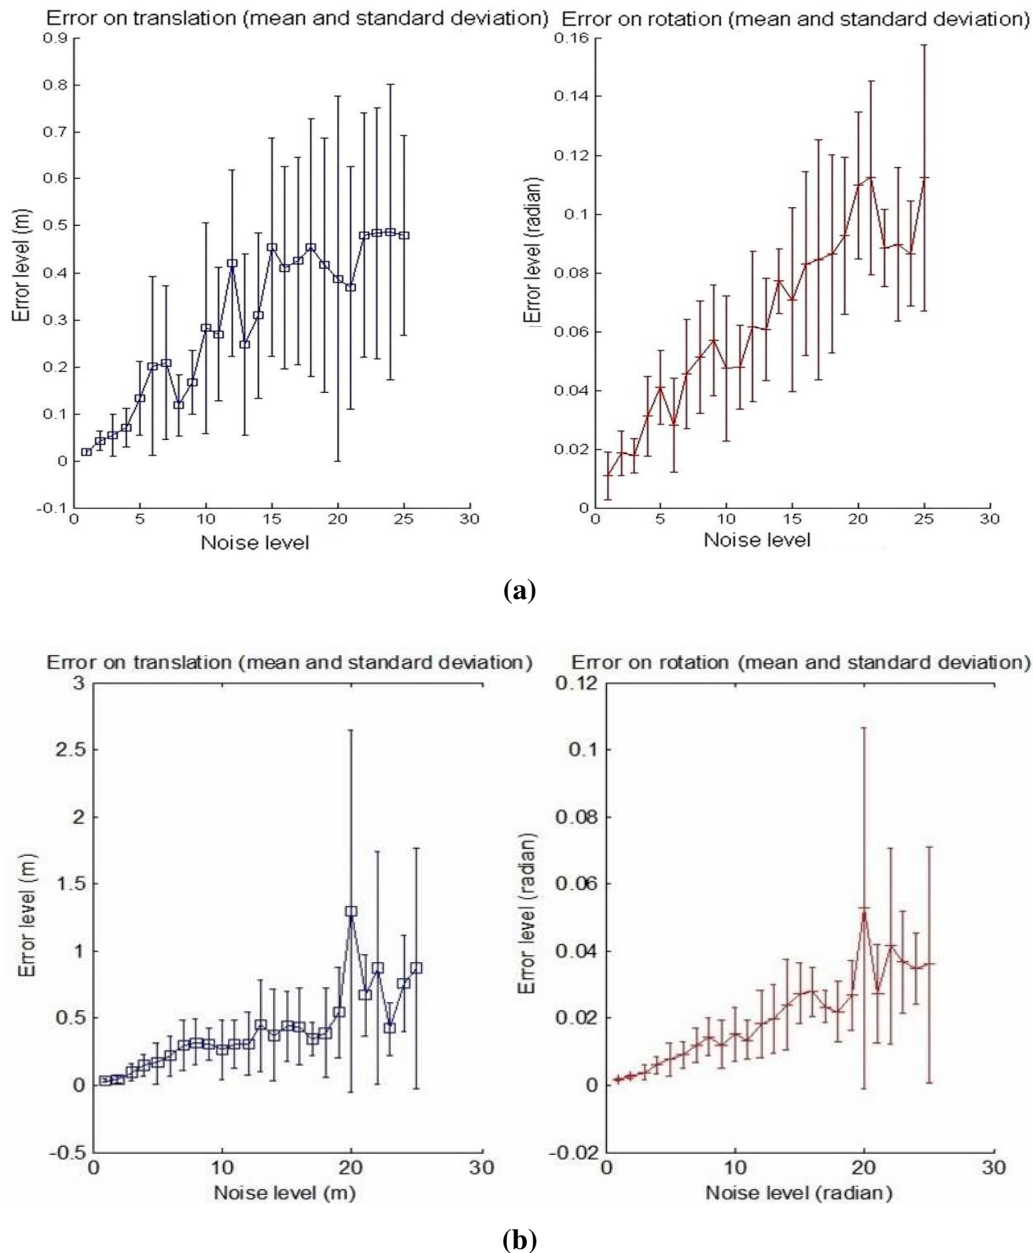 Error on translation (mean and standard deviation)
0.9
0.8
0.7
0.6
0.5
0.4
0.3
0.2
0.1
0
-0.1
0 5 10 15 20 25 30
Error level (m)
Noise level
Error on rotation (mean and standard deviation)
0.16
0.14
0.12
0.1
0.08
0.06
0.04
0.02
0
0 5 10 15 20 25 30
Error level (radian)
Noise level
(a)
Error on translation (mean and standard deviation)
3
2.5
2
1.5
1
0.5
0
-0.5
0 10 20 30
Error level (m)
Noise level (m)
Error on rotation (mean and standard deviation)
0.12
0.1
0.08
0.06
0.04
0.02
0
-0.02
0 10 20 30
Error level (radian)
Noise level (radian)
(b)